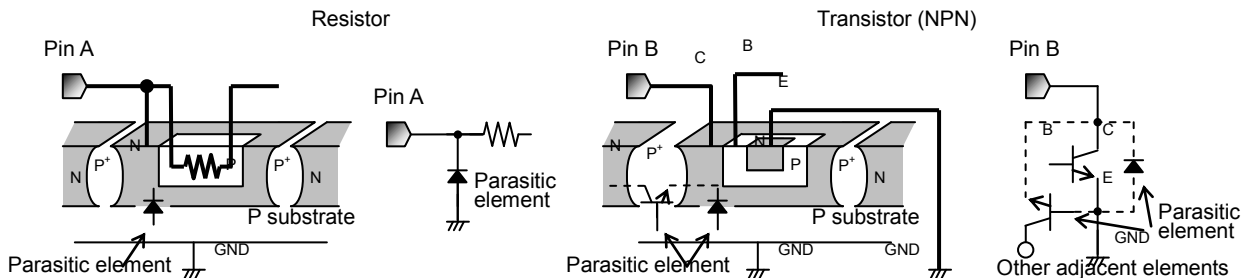 Resistor
Transistor (NPN)
Pin A
Pin A
N
P+
N
P
P+
N
Parasitic element
P substrate
GND
Parasitic element
Pin B
C
B
E
N
P+
N
P
P+
N
P substrate
GND
GND
Parasitic element
Pin B
B
C
E
GND
Parasitic element
Other adjacent elements